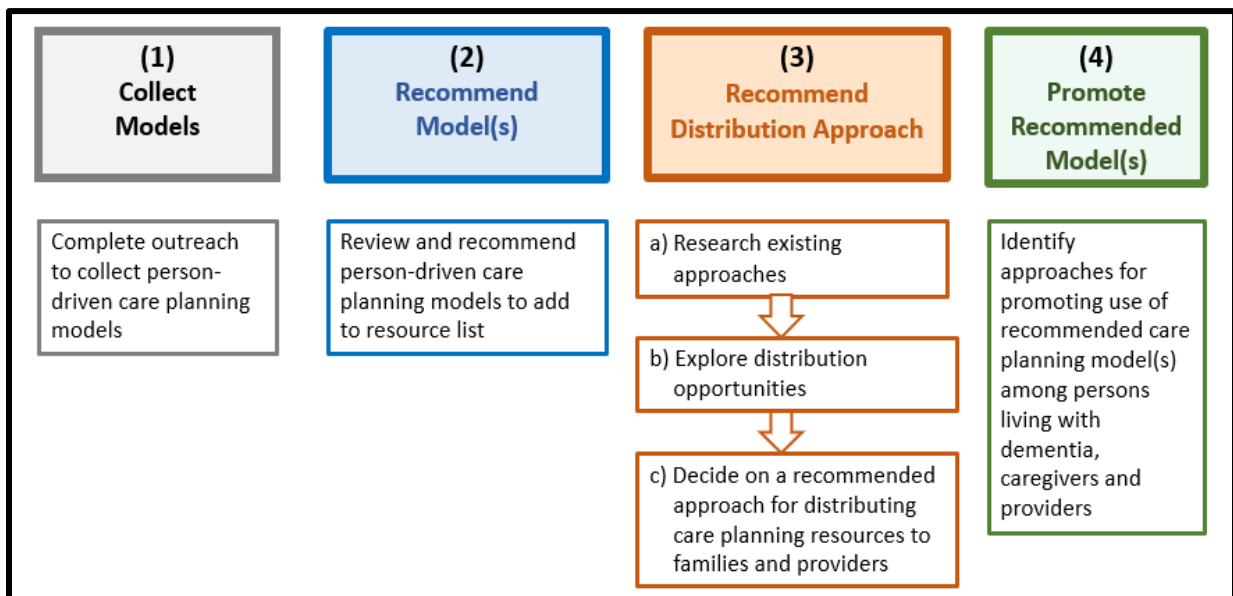 (1)
Collect
Models
(2)
Recommend
Model(s)
(3)
Recommend
Distribution Approach
(4)
Promote
Recommended
Model(s)
Complete outreach
to collect person-
driven care planning
models
Review and recommend
person-driven care
planning models to add
to resource list
a) Research existing
approaches
b) Explore distribution
opportunities
c) Decide on a recommended
approach for distributing
care planning resources to
families and providers
Identify
approaches for
promoting use of
recommended care
planning model(s)
among persons
living with
dementia,
caregivers and
providers